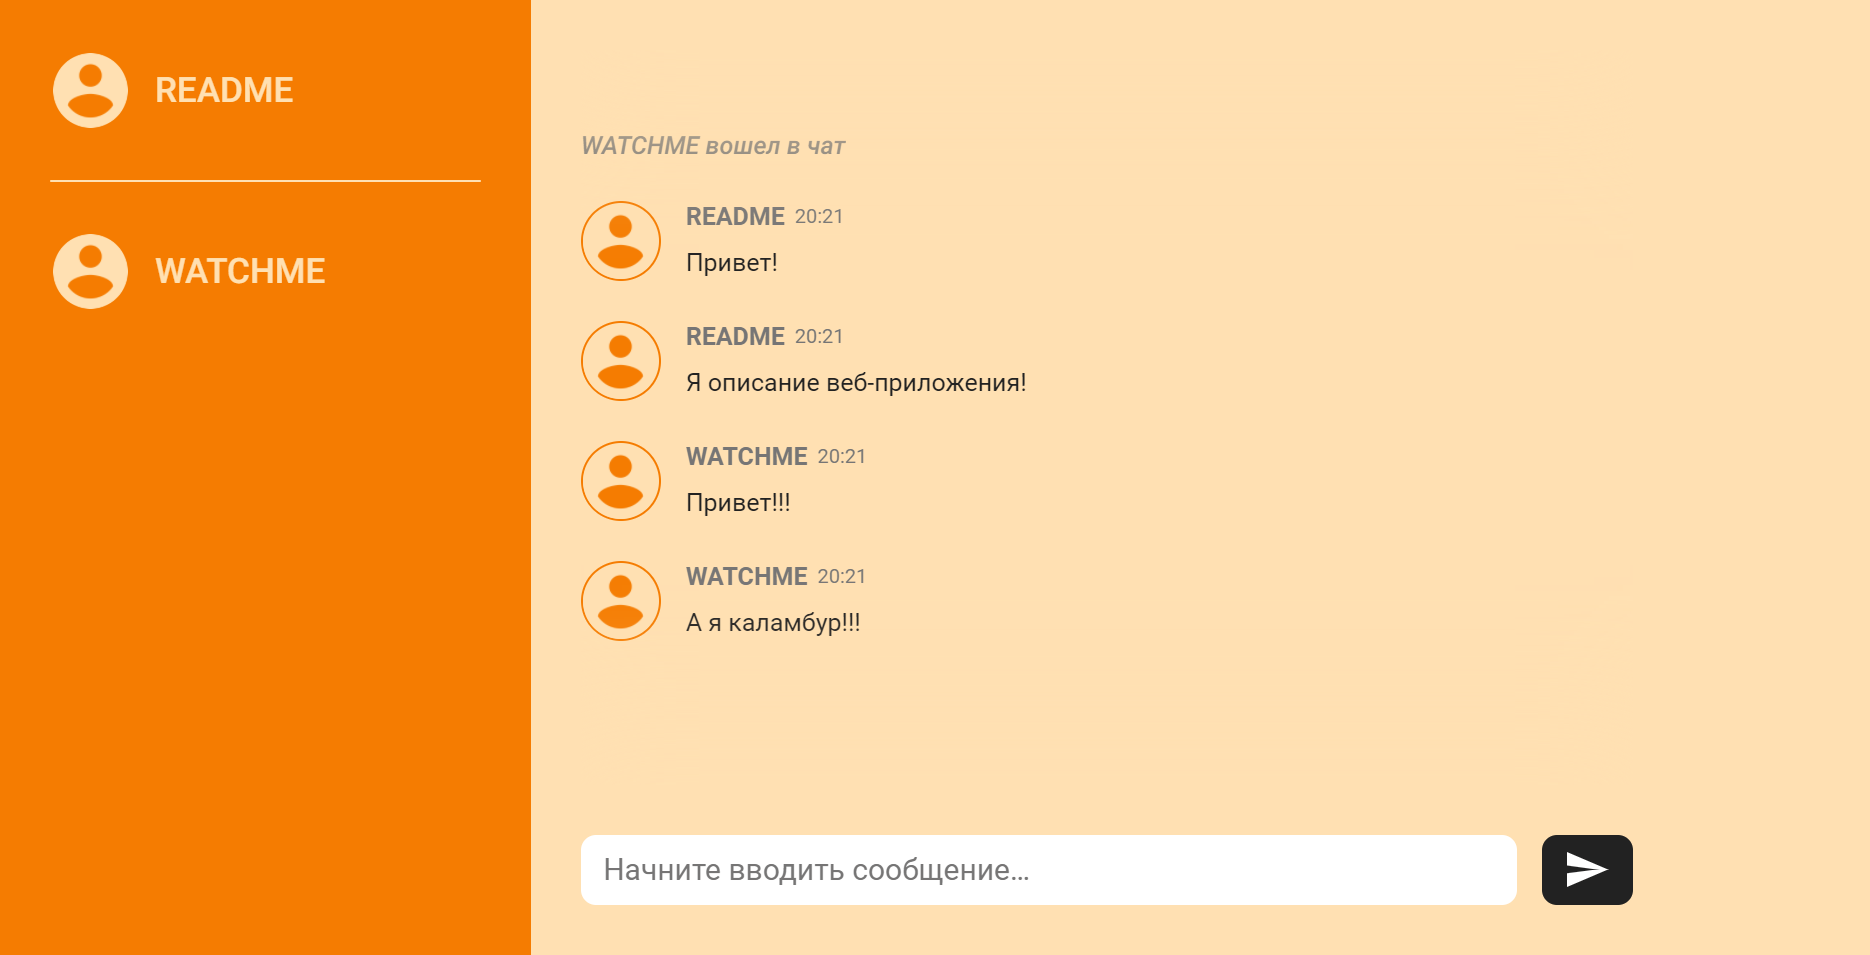 README
WATCHME
WATCHME вошел в чат
README 20:21
Привет!
README 20:21
Я описание веб-приложения!
WATCHME 20:21
Привет!!!
WATCHME 20:21
А я каламбур!!!
Начните вводить сообщение...